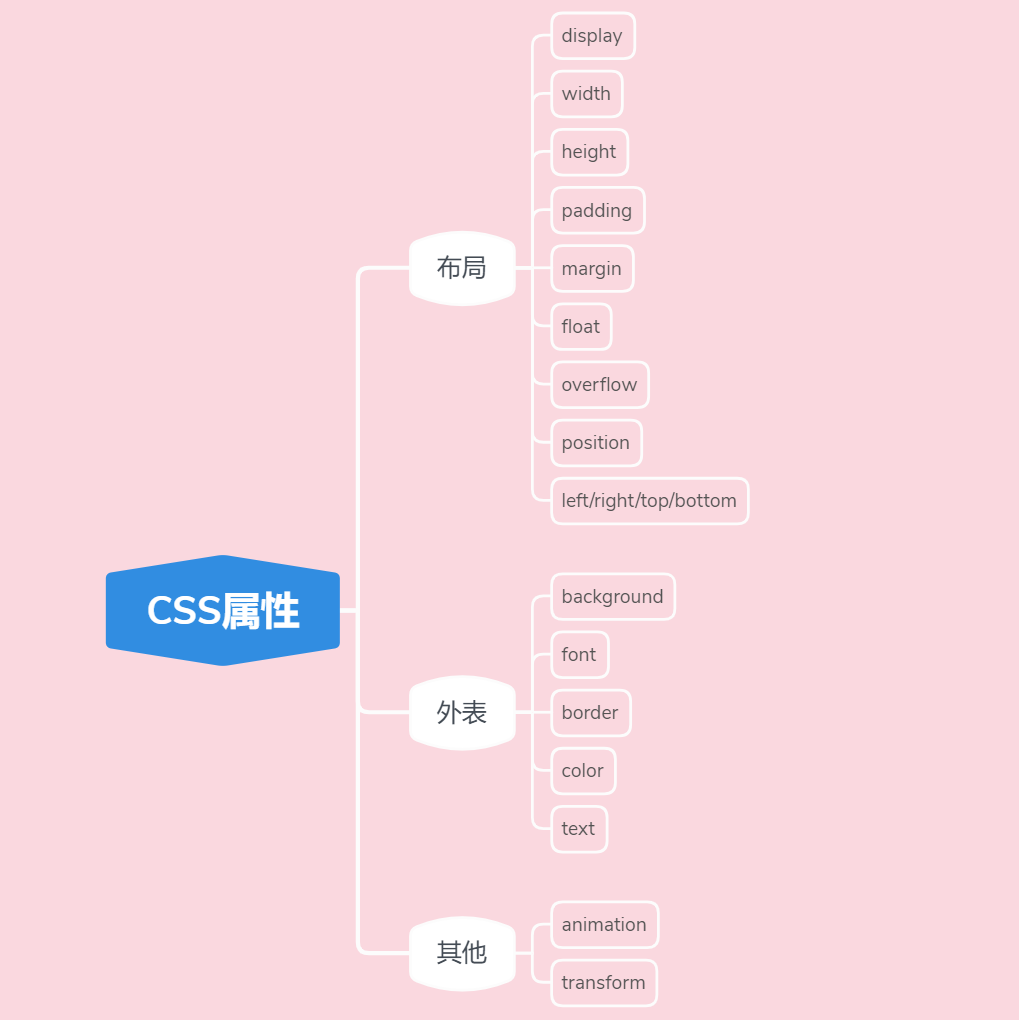 CSS属性
布局
display
width
height
padding
margin
float
overflow
position
left/right/top/bottom
外表
background
font
border
color
text
其他
animation
transform